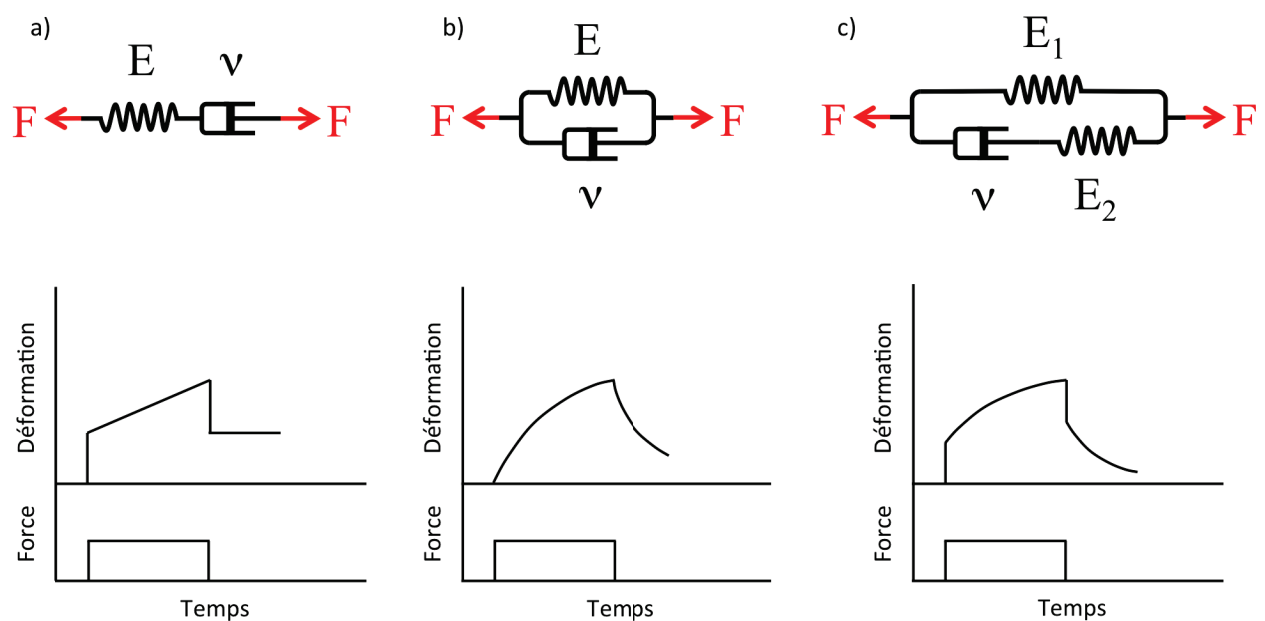 a)
E ν
F F
Déformation
Force
Temps
b)
E
F F
ν
Déformation
Force
Temps
c)
E₁
F F
ν E₂
Déformation
Force
Temps